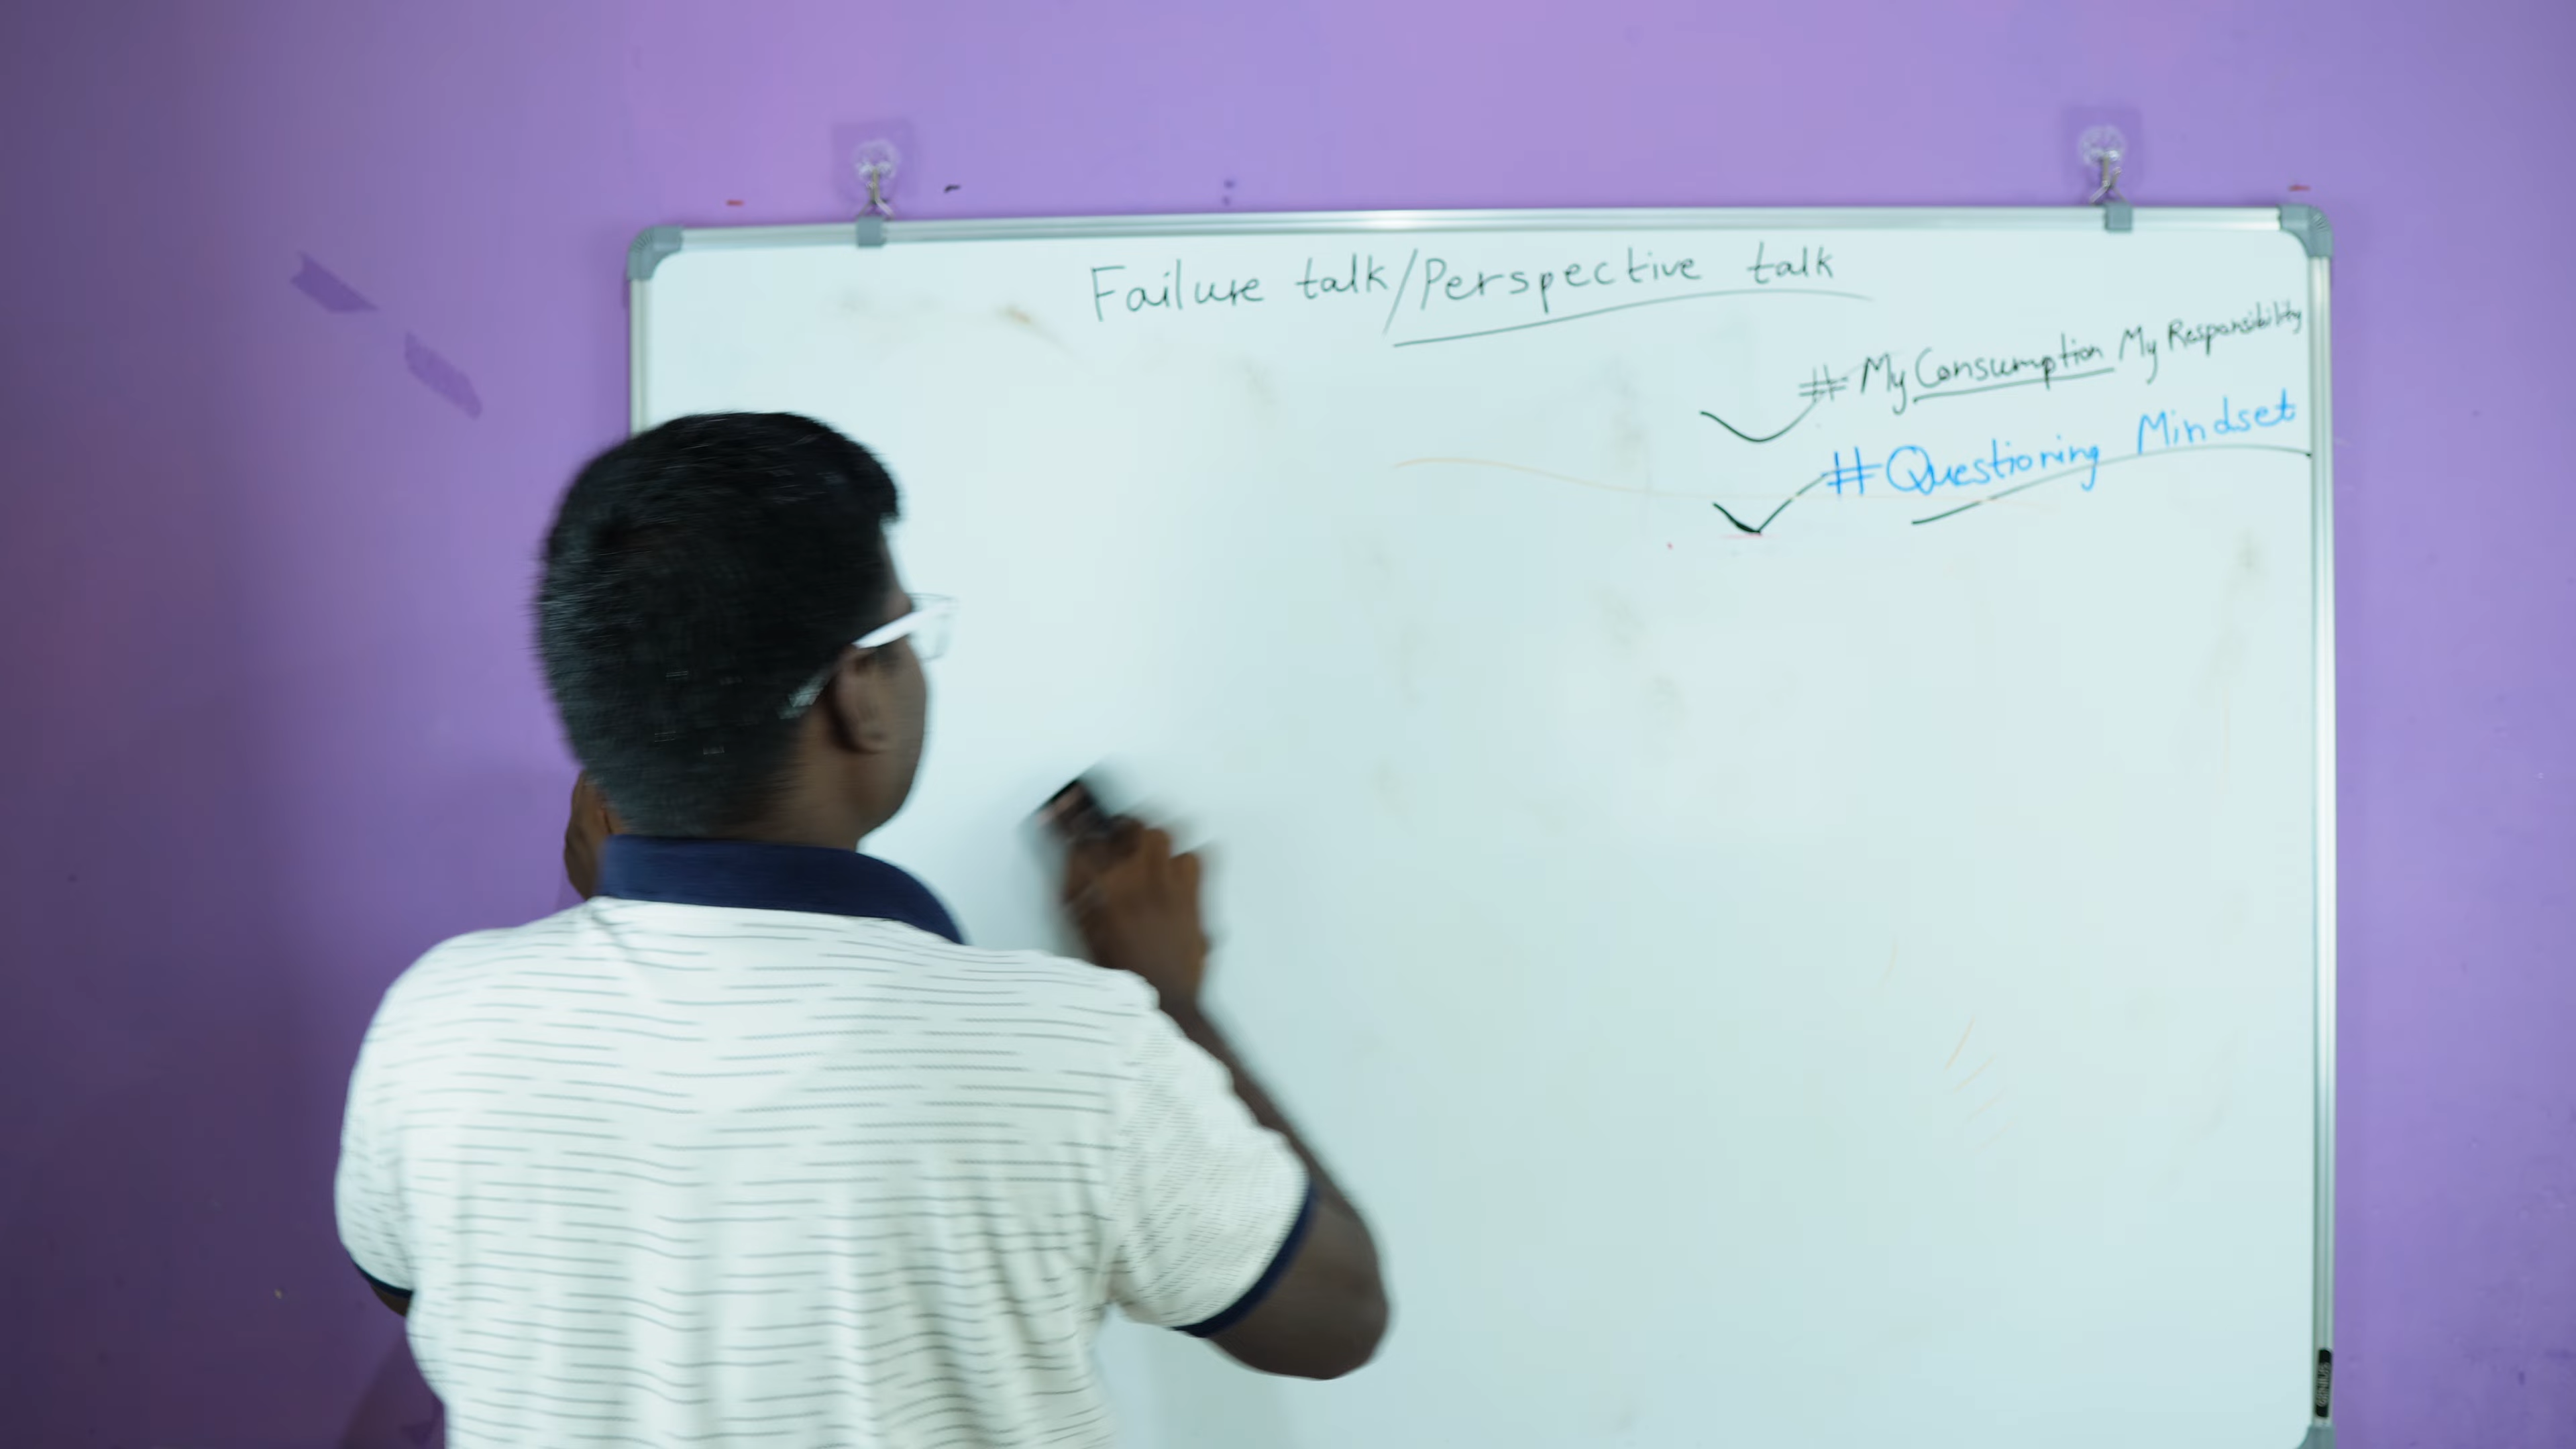 Failure talk/Perspective talk
# My Consumption My Responsibility
# Questioning Mindset